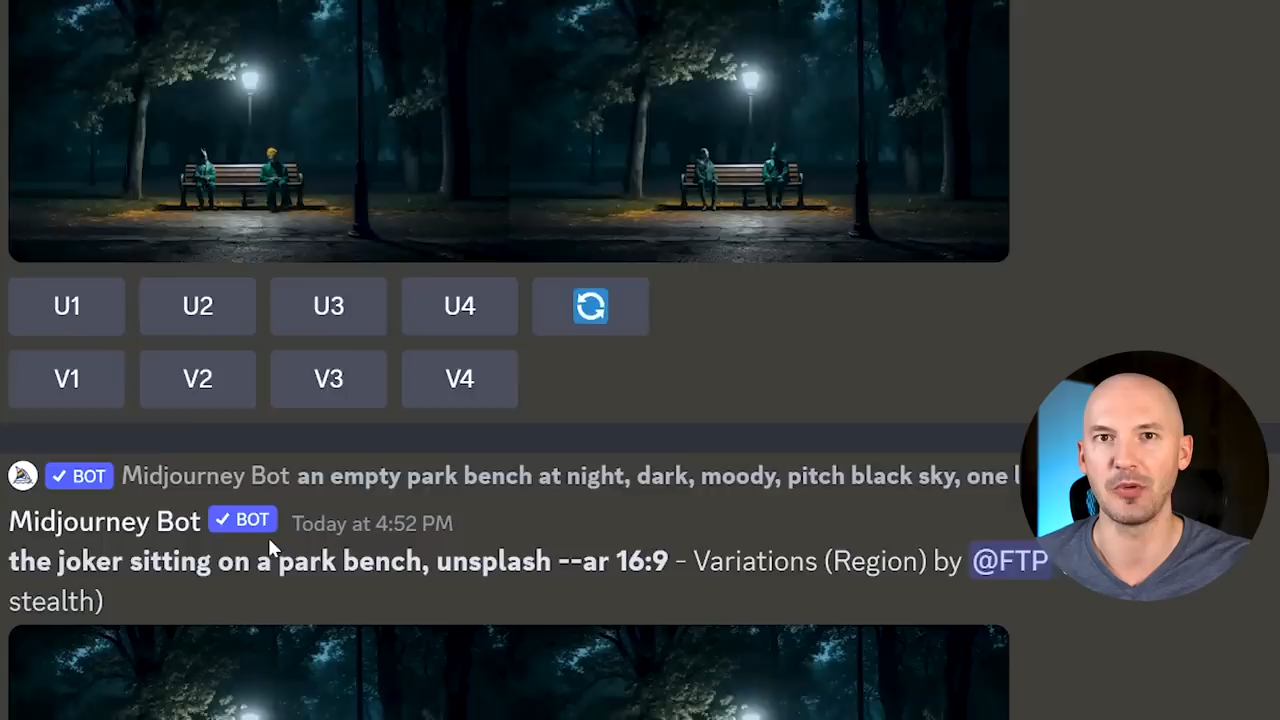 U1 U2 U3 U4
V1 V2 V3 V4
BOT Midjourney Bot an empty park bench at night, dark, moody, pitch black sky, one
Midjourney Bot BOT Today at 4:52 PM
the joker sitting on a park bench, unsplash --ar 16:9 - Variations (Region) by @FTP
stealth)